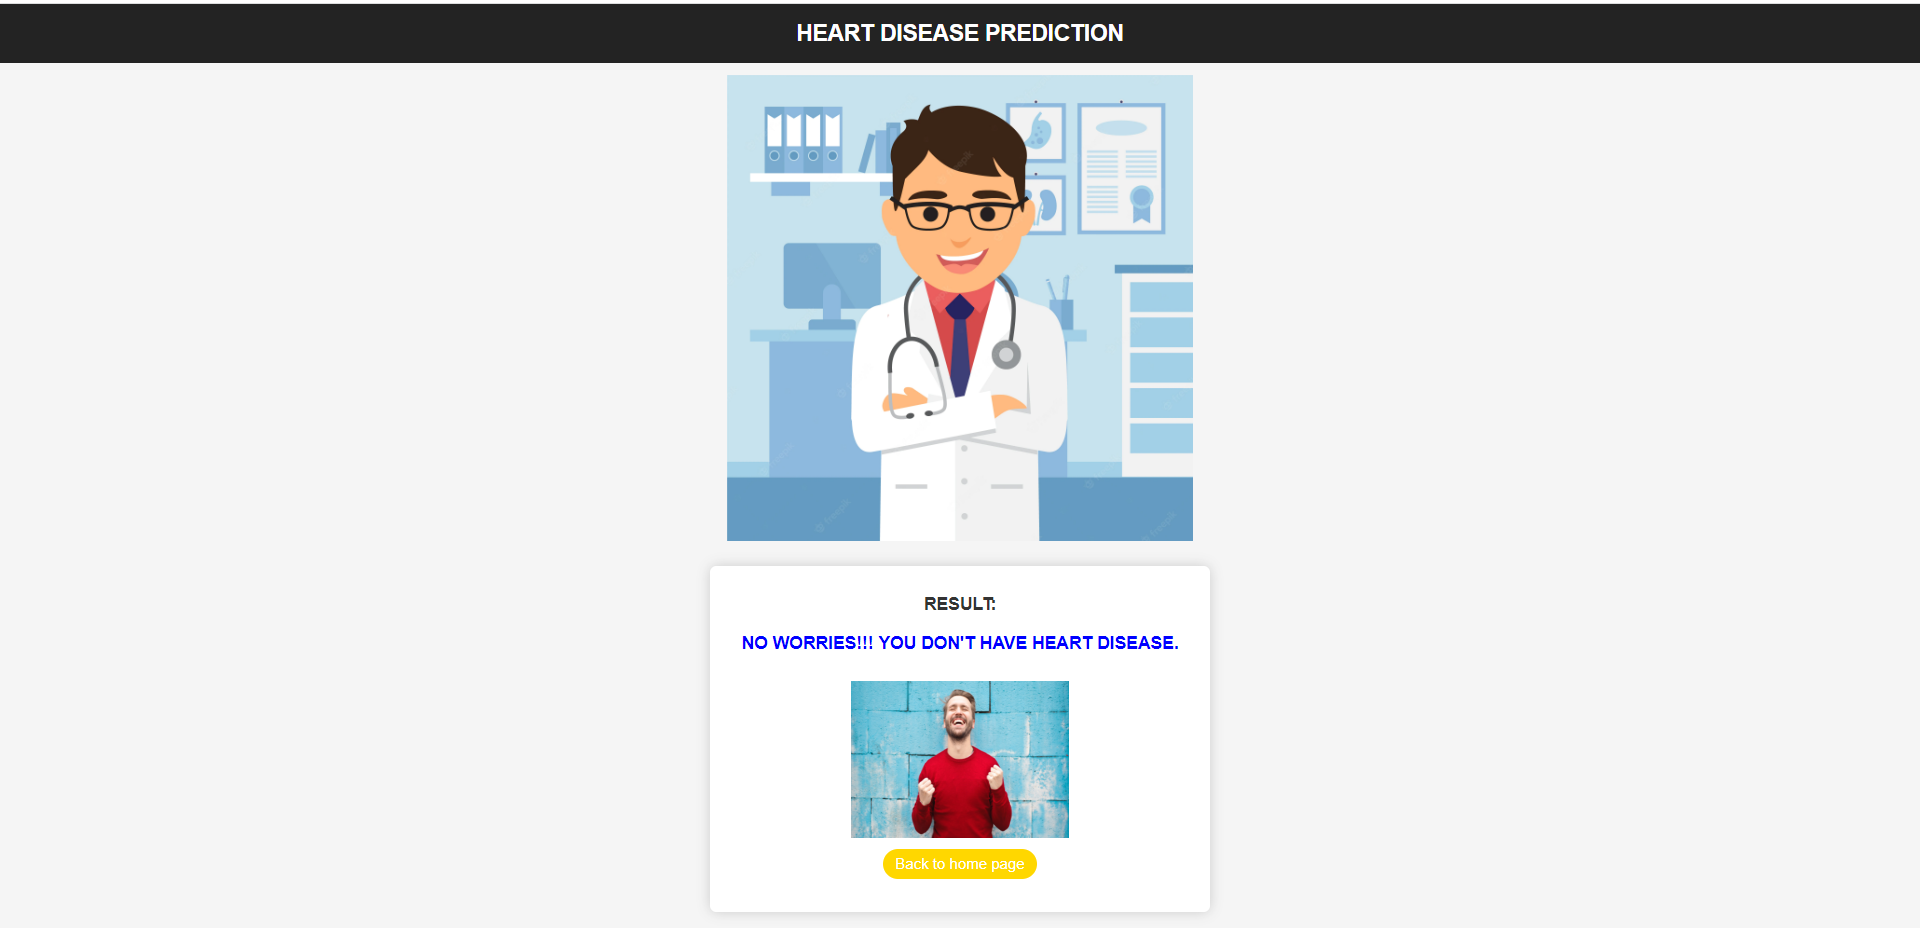 HEART DISEASE PREDICTION
RESULT:
NO WORRIES!!! YOU DON'T HAVE HEART DISEASE.
Back to home page